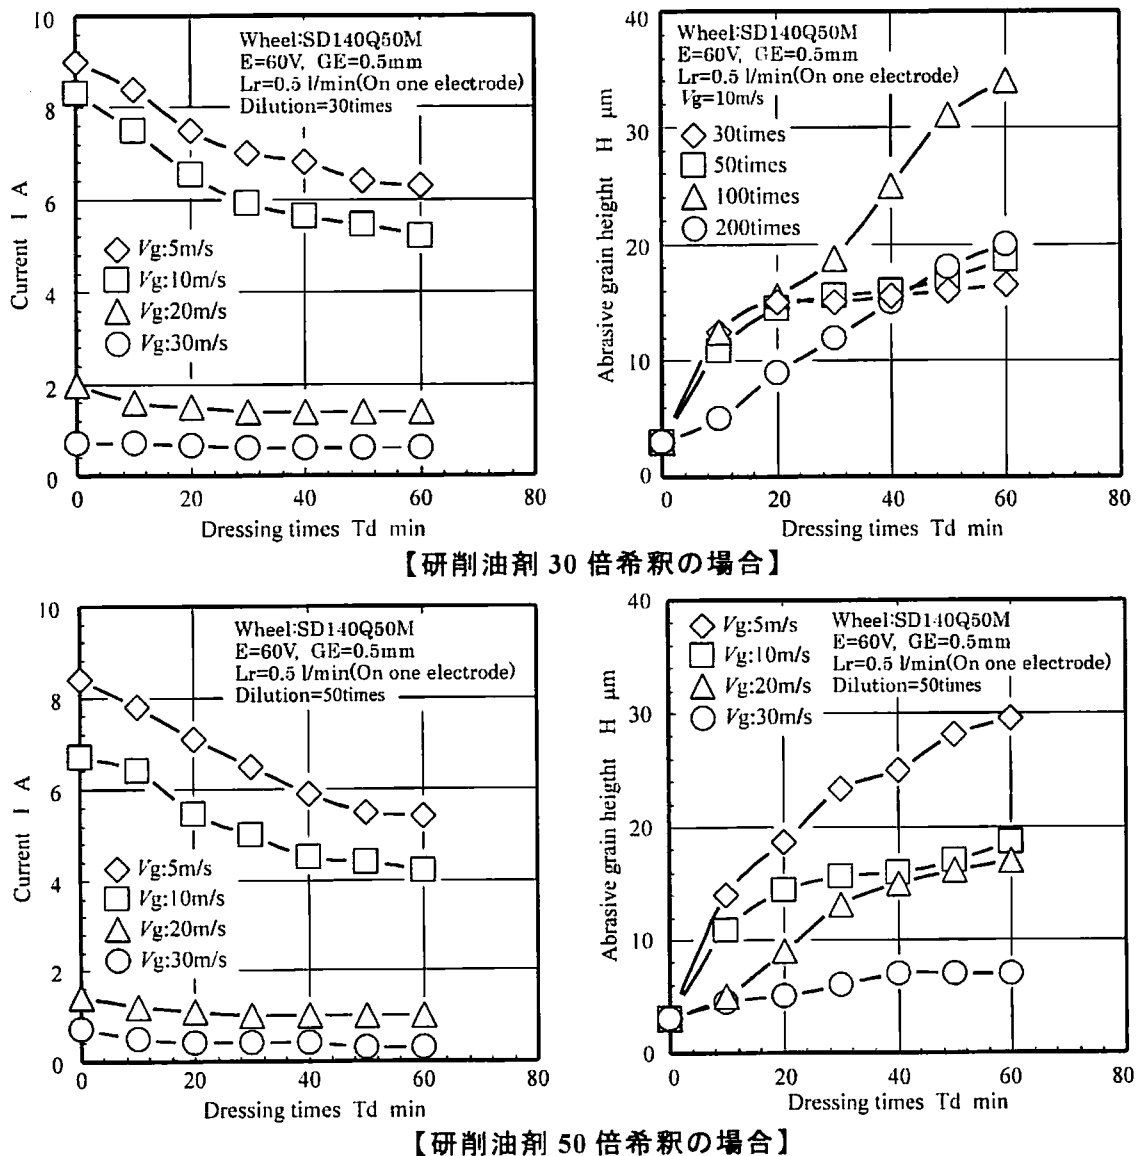 10
8
6
4
2
0
Current I A
Wheel:SD140Q50M
E=60V, GE=0.5mm
Lr=0.5 l/min(On one electrode)
Dilution=30times
Vg:5m/s
Vg:10m/s
Vg:20m/s
Vg:30m/s
0 20 40 60 80
Dressing times Td min
40
30
20
10
0
Abrasive grain heigtht H μm
Wheel:SD140Q50M
E=60V, GE=0.5mm
Lr=0.5 l/min(On one electrode)
Vg=10m/s
30times
50times
100times
200times
0 20 40 60 80
Dressing times Td min
【研削油剤 30 倍希釈の場合】
10
8
6
4
2
0
Current I A
Wheel:SD140Q50M
E=60V, GE=0.5mm
Lr=0.5 l/min(On one electrode)
Dilution=50times
Vg:5m/s
Vg:10m/s
Vg:20m/s
Vg:30m/s
0 20 40 60 80
Dressing times Td min
40
30
20
10
0
Abrasive grain heigtht H μm
Vg:5m/s
Vg:10m/s
Vg:20m/s
Vg:30m/s
Wheel:SD140Q50M
E=60V, GE=0.5mm
Lr=0.5 l/min(On one electrode)
Dilution=50times
0 20 40 60 80
Dressing times Td min
【研削油剤 50 倍希釈の場合】